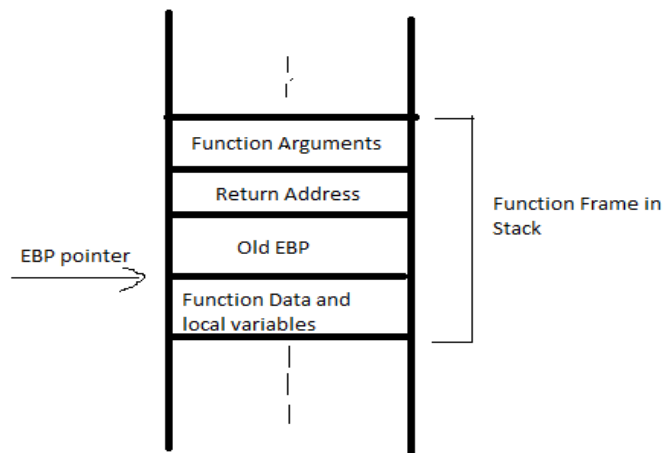 Function Arguments
Return Address
Function Frame in
Stack
Old EBP
EBP pointer
Function Data and
local variables